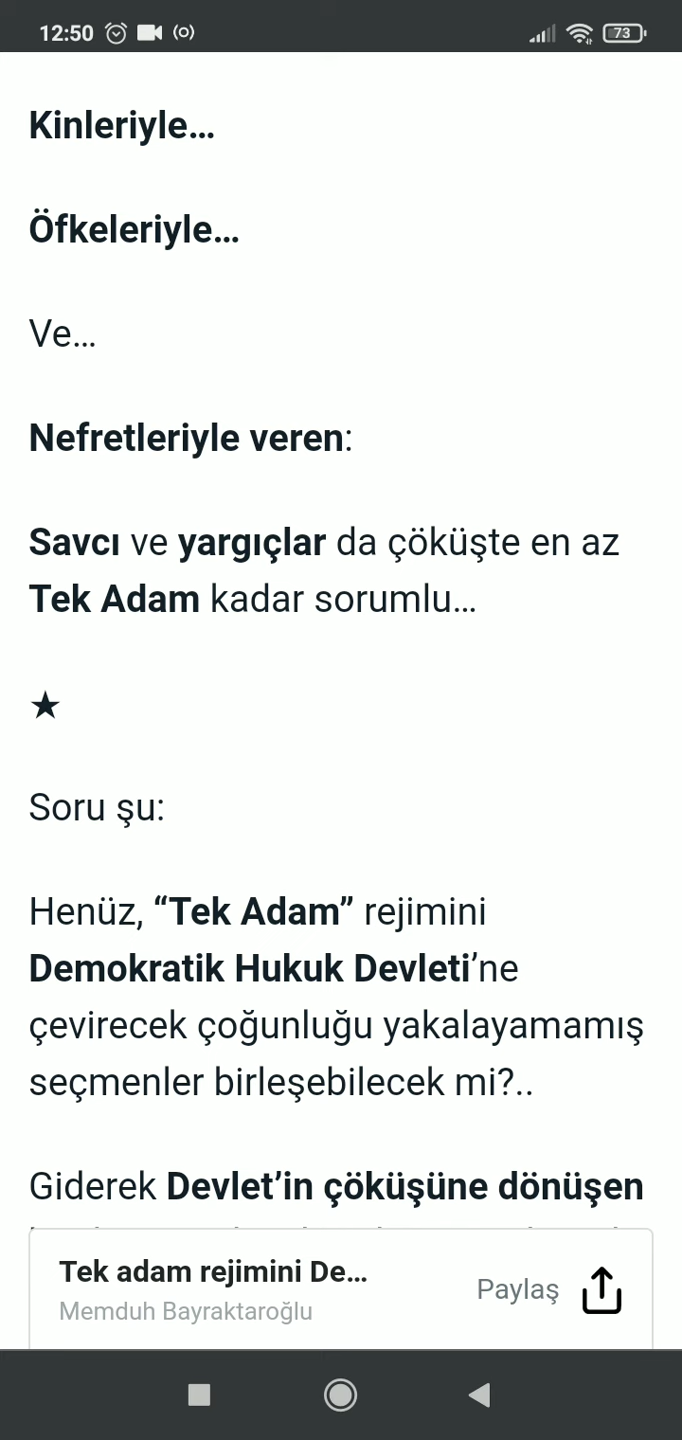 12:50
73
Kinleriyle...
Öfkeleriyle...
Ve...
Nefretleriyle veren:
Savcı ve yargıçlar da çöküşte en az
Tek Adam kadar sorumlu...
★
Soru şu:
Henüz, “Tek Adam” rejimini
Demokratik Hukuk Devleti’ne
çevirecek çoğunluğu yakalayamamış
seçmenler birleşebilecek mi?..
Giderek Devlet’in çöküşüne dönüşen
Tek adam rejimini De...
Paylaş
Memduh Bayraktaroğlu